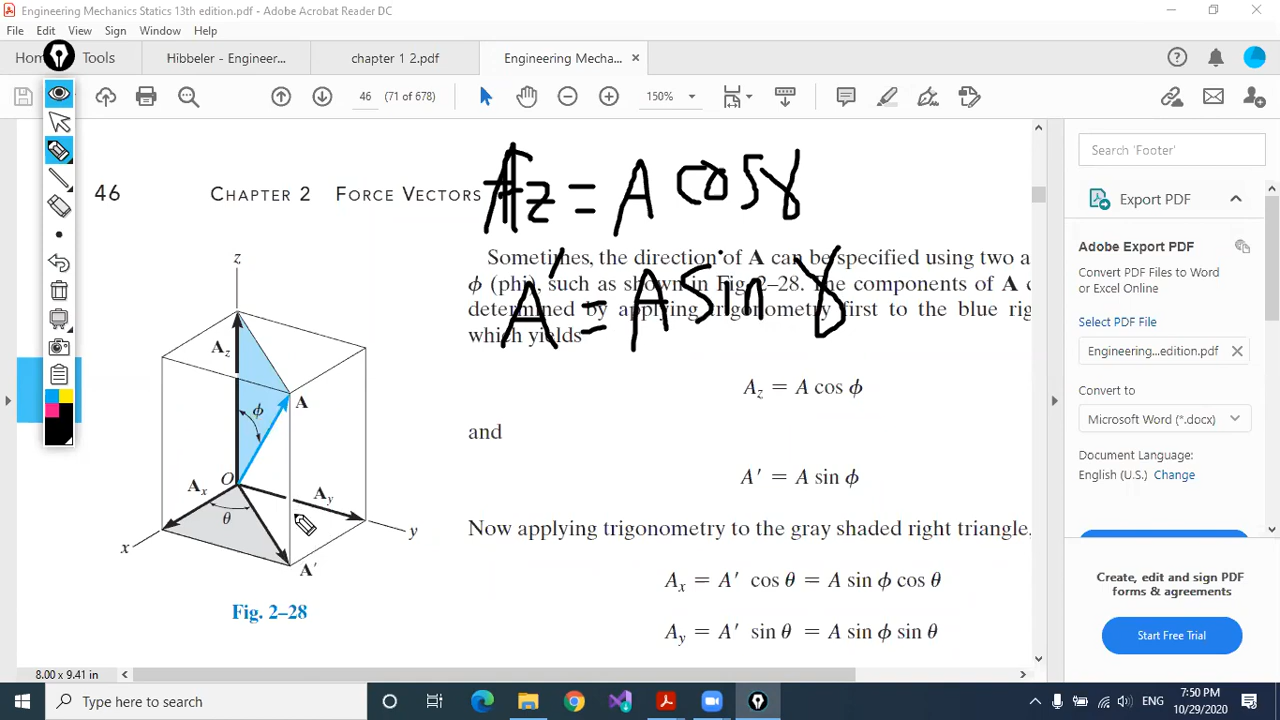 Engineering Mechanics Statics 13th edition.pdf - Adobe Acrobat Reader DC
File Edit View Sign Window Help
Tools Hibbeler - Engineer... chapter 1 2.pdf Engineering Mecha... ×
46 (71 of 678) 150%
Search 'Footer'
46 CHAPTER 2 FORCE VECTORS
Az = A cos γ
Sometimes, the direction of A can be specified using two a
ϕ (phi), such as shown in Fig. 2–28. The components of A c
A' = A sin γ
determined by applying trigonometry first to the blue rig
which yields
A_z = A cos ϕ
and
A' = A sin ϕ
Now applying trigonometry to the gray shaded right triangle,
A_x = A' cos θ = A sin ϕ cos θ
A_y = A' sin θ = A sin ϕ sin θ
z
A_z
A
ϕ
O
A_x
A_y
θ
x
y
A'
Fig. 2–28
Export PDF
Adobe Export PDF
Convert PDF Files to Word
or Excel Online
Select PDF File
Engineering...edition.pdf ×
Convert to
Microsoft Word (*.docx)
Document Language:
English (U.S.) Change
Create, edit and sign PDF
forms & agreements
Start Free Trial
8.00 x 9.41 in
Type here to search
ENG
7:50 PM
10/29/2020